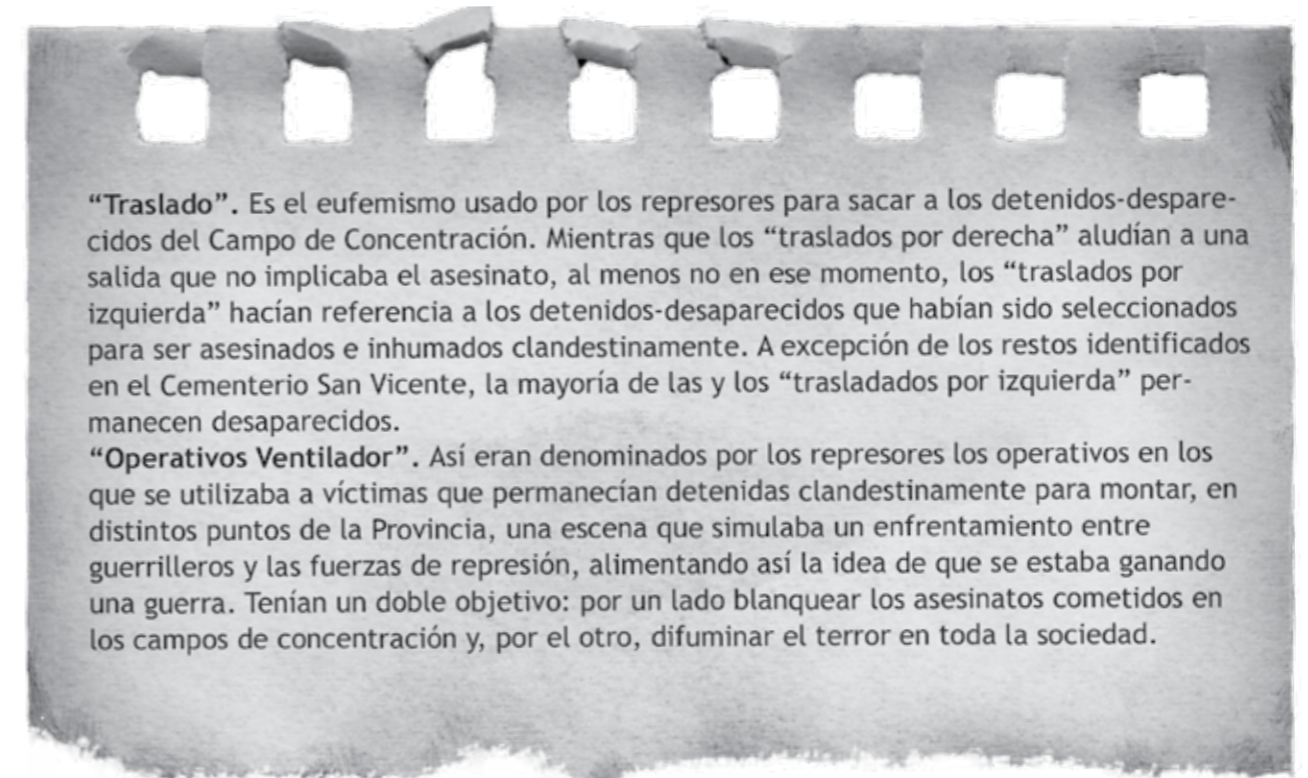 “Traslado”. Es el eufemismo usado por los represores para sacar a los detenidos-despare-
cidos del Campo de Concentración. Mientras que los “traslados por derecha” aludían a una
salida que no implicaba el asesinato, al menos no en ese momento, los “traslados por
izquierda” hacían referencia a los detenidos-desaparecidos que habían sido seleccionados
para ser asesinados e inhumados clandestinamente. A excepción de los restos identificados
en el Cementerio San Vicente, la mayoría de las y los “trasladados por izquierda” per-
manecen desaparecidos.
“Operativos Ventilador”. Así eran denominados por los represores los operativos en los
que se utilizaba a víctimas que permanecían detenidas clandestinamente para montar, en
distintos puntos de la Provincia, una escena que simulaba un enfrentamiento entre
guerrilleros y las fuerzas de represión, alimentando así la idea de que se estaba ganando
una guerra. Tenían un doble objetivo: por un lado blanquear los asesinatos cometidos en
los campos de concentración y, por el otro, difuminar el terror en toda la sociedad.